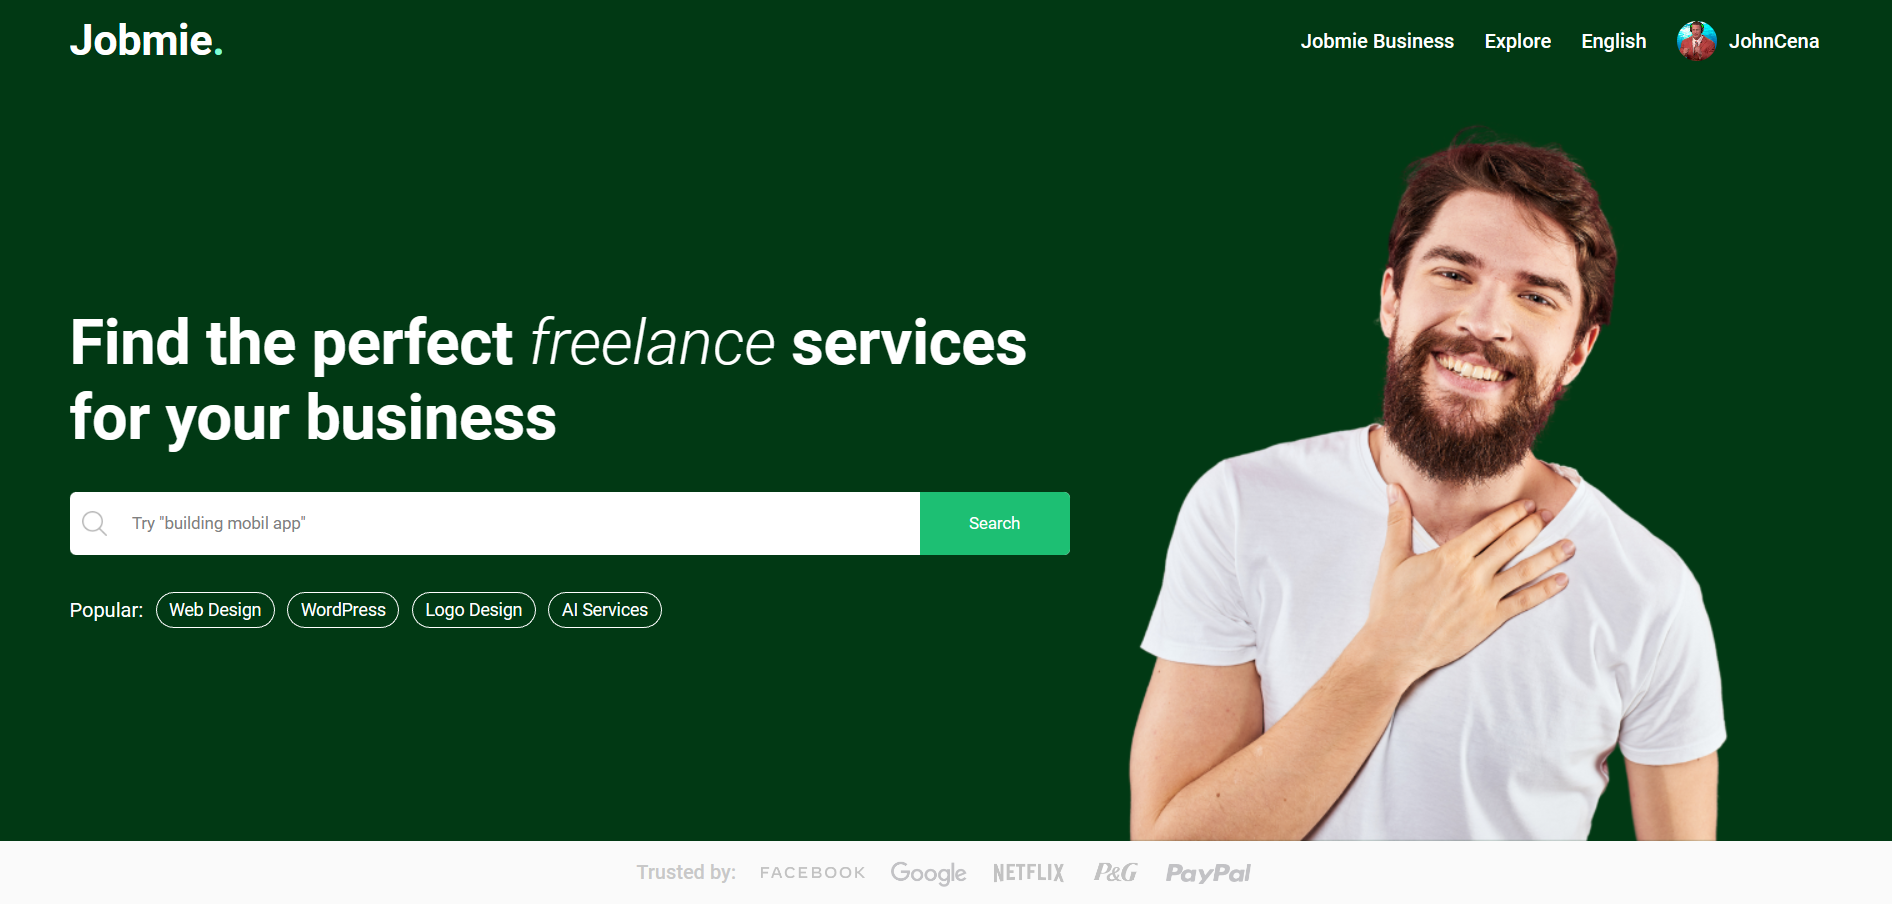 Jobmie.
Jobmie Business Explore English JohnCena
Find the perfect freelance services
for your business
Try "building mobil app"
Search
Popular: Web Design WordPress Logo Design AI Services
Trusted by: FACEBOOK Google NETFLIX P&G PayPal